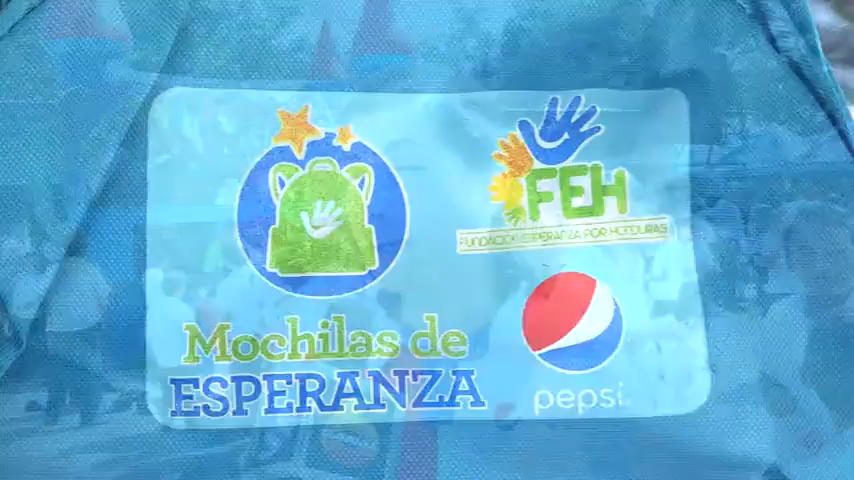 Mochilas de
ESPERANZA
FEH
FUNDACIÓN ESPERANZA POR HONDURAS
pepsi